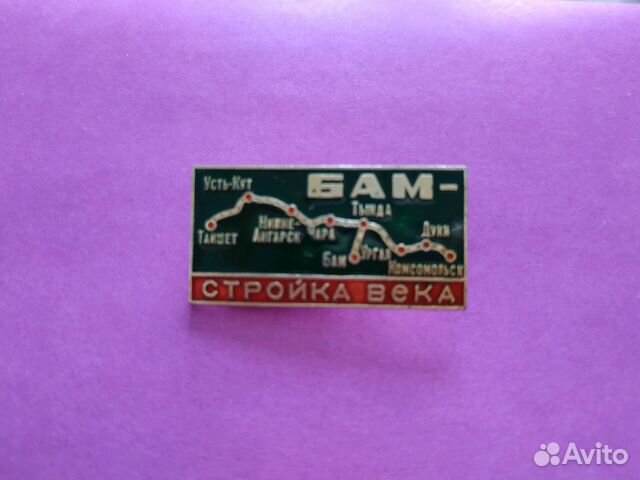 БАМ-
Усть-Кут
Тында
Тайшет
Нижне-
Ангарск
Чара
Бам
Ургал
Дуки
Комсомольск
СТРОЙКА ВЕКА
Avito